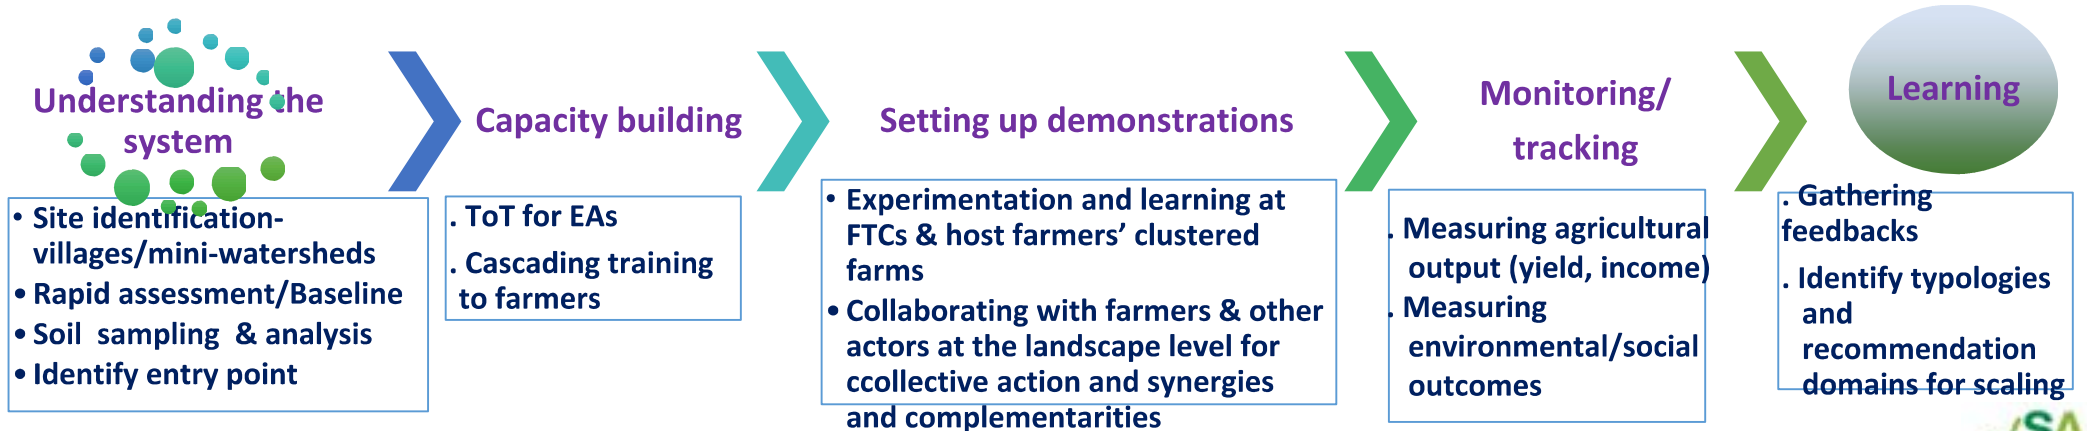 Understanding the
system
Capacity building
Setting up demonstrations
Monitoring/
tracking
Learning
• Site identification-
villages/mini-watersheds
• Rapid assessment/Baseline
• Soil  sampling  & analysis
• Identify entry point
. ToT for EAs
. Cascading training
to farmers
• Experimentation and learning at
FTCs & host farmers’ clustered
farms
• Collaborating with farmers & other
actors at the landscape level for
ccollective action and synergies
and complementarities
. Measuring agricultural
output (yield, income)
. Measuring
environmental/social
outcomes
. Gathering
feedbacks
. Identify typologies
and
recommendation
domains for scaling